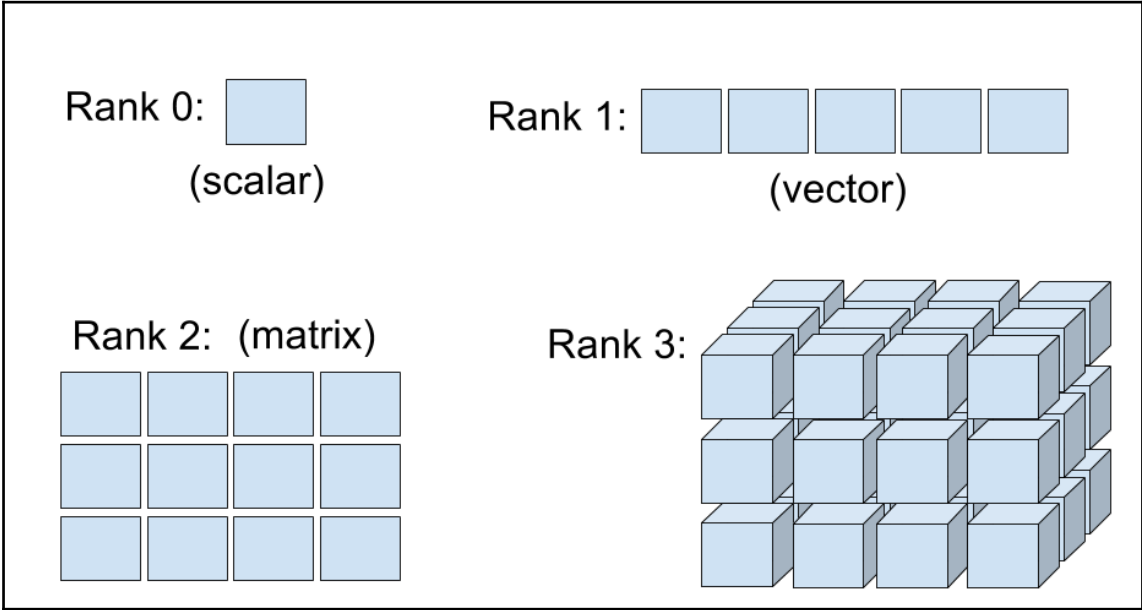 Rank 0:
(scalar)
Rank 1:
(vector)
Rank 2: (matrix)
Rank 3: